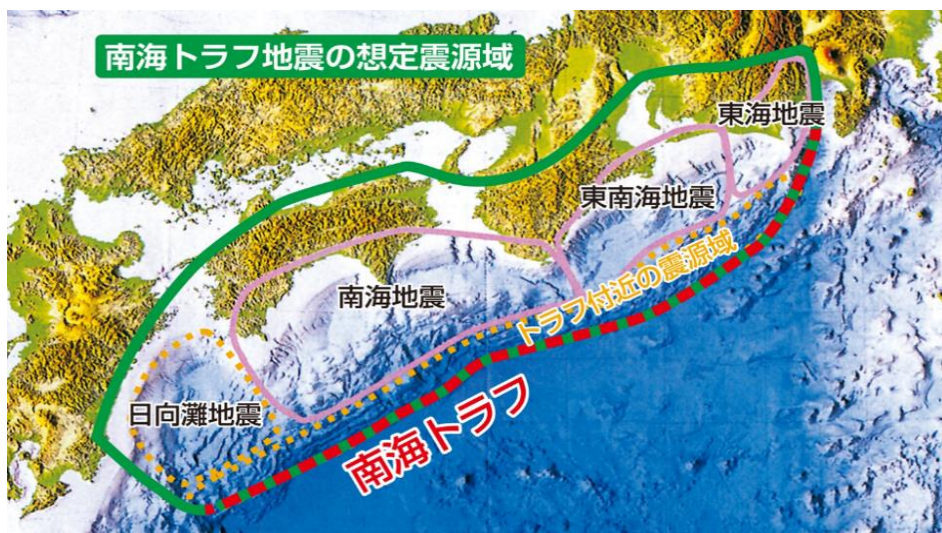 南海トラフ地震の想定震源域
東海地震
東南海地震
トラフ付近の震源域
南海地震
日向灘地震
南海トラフ